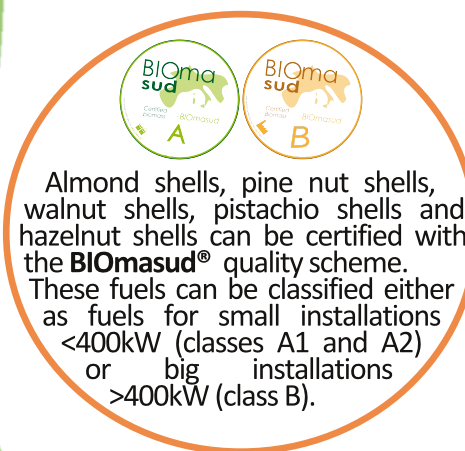 BIOma
sud
Certified
biomass
BIOmasud
A
BIOma
sud
Certified
biomass
BIOmasud
B
Almond shells, pine nut shells,
walnut shells, pistachio shells and
hazelnut shells can be certified with
the BIOmasud® quality scheme.
These fuels can be classified either
as fuels for small installations
<400kW (classes A1 and A2)
or big installations
>400kW (class B).